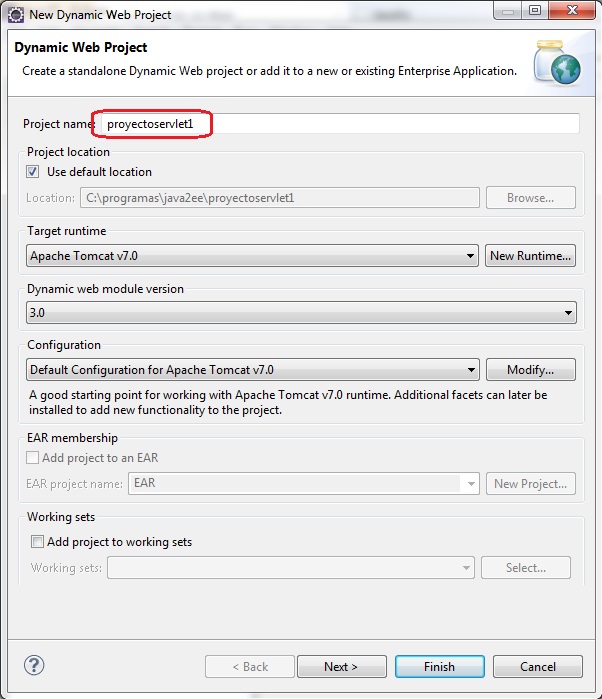 New Dynamic Web Project
Dynamic Web Project
Create a standalone Dynamic Web project or add it to a new or existing Enterprise Application.
Project name: proyectoservlet1
Project location
Use default location
Location: C:\programas\java2ee\proyectoservlet1 Browse...
Target runtime
Apache Tomcat v7.0 New Runtime...
Dynamic web module version
3.0
Configuration
Default Configuration for Apache Tomcat v7.0 Modify...
A good starting point for working with Apache Tomcat v7.0 runtime. Additional facets can later be
installed to add new functionality to the project.
EAR membership
Add project to an EAR
EAR project name: EAR New Project...
Working sets
Add project to working sets
Working sets: Select...
? < Back Next > Finish Cancel